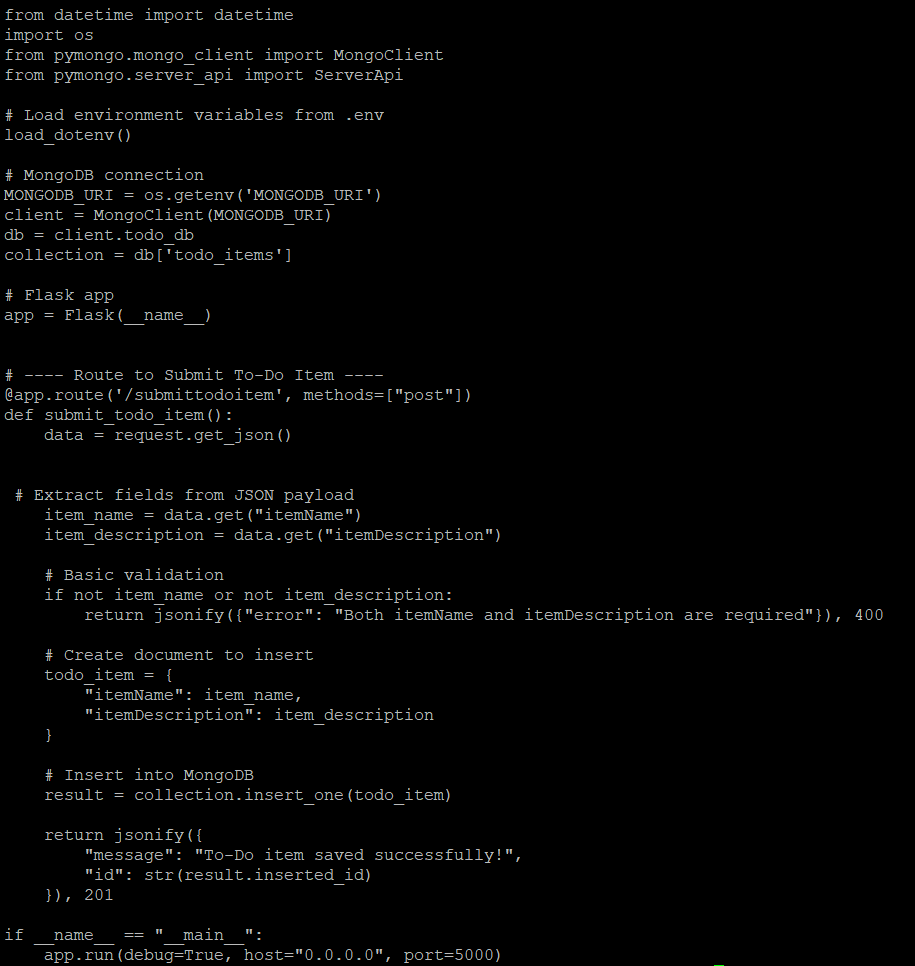 from datetime import datetime
import os
from pymongo.mongo_client import MongoClient
from pymongo.server_api import ServerApi

# Load environment variables from .env
load_dotenv()

# MongoDB connection
MONGODB_URI = os.getenv('MONGODB_URI')
client = MongoClient(MONGODB_URI)
db = client.todo_db
collection = db['todo_items']

# Flask app
app = Flask(__name__)


# ---- Route to Submit To-Do Item ----
@app.route('/submittodoitem', methods=["post"])
def submit_todo_item():
    data = request.get_json()


 # Extract fields from JSON payload
    item_name = data.get("itemName")
    item_description = data.get("itemDescription")

    # Basic validation
    if not item_name or not item_description:
        return jsonify({"error": "Both itemName and itemDescription are required"}), 400

    # Create document to insert
    todo_item = {
        "itemName": item_name,
        "itemDescription": item_description
    }

    # Insert into MongoDB
    result = collection.insert_one(todo_item)

    return jsonify({
        "message": "To-Do item saved successfully!",
        "id": str(result.inserted_id)
    }), 201

if __name__ == "__main__":
    app.run(debug=True, host="0.0.0.0", port=5000)